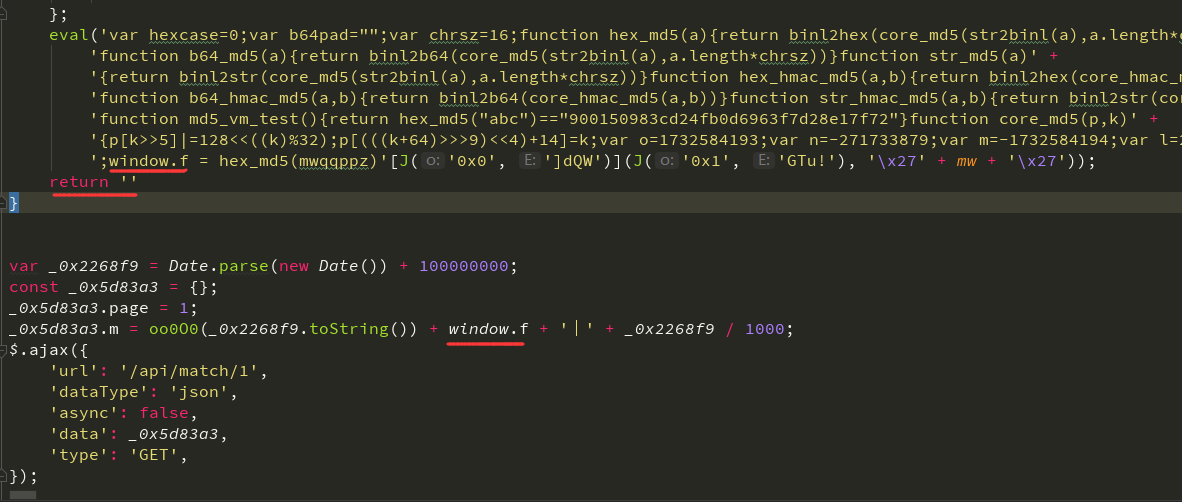 };
eval('var hexcase=0;var b64pad="";var chrsz=16;function hex_md5(a){return binl2hex(core_md5(str2binl(a),a.length*c
'function b64_md5(a){return binl2b64(core_md5(str2binl(a),a.length*chrsz))}function str_md5(a)' +
'{return binl2str(core_md5(str2binl(a),a.length*chrsz))}function hex_hmac_md5(a,b){return binl2hex(core_hmac_m
'function b64_hmac_md5(a,b){return binl2b64(core_hmac_md5(a,b))}function str_hmac_md5(a,b){return binl2str(cor
'function md5_vm_test(){return hex_md5("abc")=="900150983cd24fb0d6963f7d28e17f72"}function core_md5(p,k)' +
'{p[k>>5]|=128<<((k)%32);p[(((k+64)>>>9)<<4)+14]=k;var o=1732584193;var n=-271733879;var m=-1732584194;var l=2
';window.f = hex_md5(mwqqppz)'[J( o: '0x0', E: ']dQW')](J( o: '0x1', E: 'GTu!'), '\x27' + mw + '\x27'));
return ''
}
var _0x2268f9 = Date.parse(new Date()) + 100000000;
const _0x5d83a3 = {};
_0x5d83a3.page = 1;
_0x5d83a3.m = oo0O0(_0x2268f9.toString()) + window.f + '丨' + _0x2268f9 / 1000;
$.ajax({
'url': '/api/match/1',
'dataType': 'json',
'async': false,
'data': _0x5d83a3,
'type': 'GET',
});